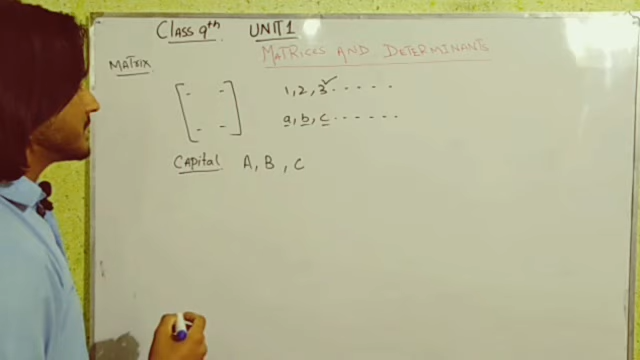 Class 9th UNIT 1
MATRICES AND DETERMINANTS
MATRIX
[- - - -] 1, 2, 3 ✓ . . . . .
a, b, c . . . . . .
Capital A, B, C